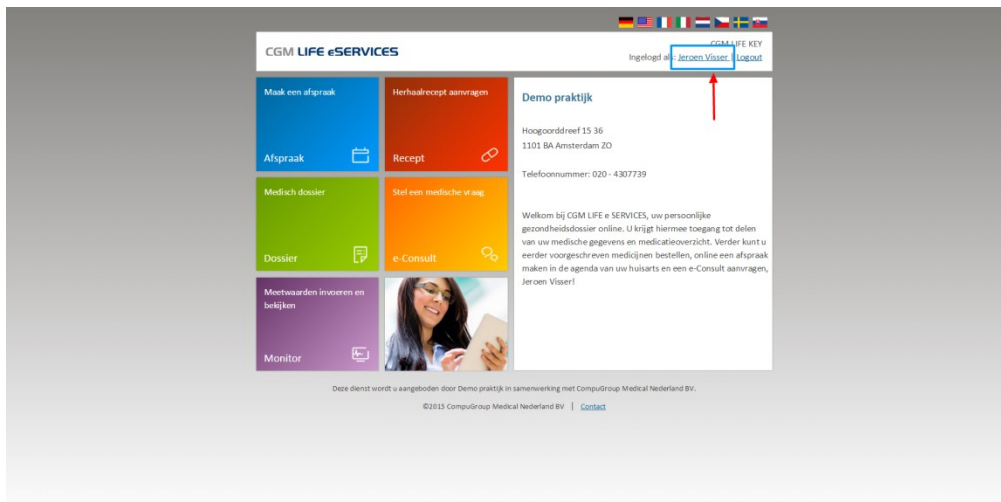 CGM LIFE eSERVICES
CGM LIFE KEY
Ingelogd als: Jeroen Visser | Logout
Maak een afspraak
Afspraak
Herhaalrecept aanvragen
Recept
Medisch dossier
Dossier
Stel een medische vraag
e-Consult
Meetwaarden invoeren en
bekijken
Monitor
Demo praktijk
Hoogoorddreef 15 36
1101 BA Amsterdam ZO
Telefoonnummer: 020 - 4307739
Welkom bij CGM LIFE e SERVICES, uw persoonlijke
gezondheidsdossier online. U krijgt hiermee toegang tot delen
van uw medische gegevens en medicatieoverzicht. Verder kunt u
eerder voorgeschreven medicijnen bestellen, online een afspraak
maken in de agenda van uw huisarts en een e-Consult aanvragen,
Jeroen Visser!
Deze dienst wordt u aangeboden door Demo praktijk in samenwerking met CompuGroup Medical Nederland BV.
©2015 CompuGroup Medical Nederland BV | Contact